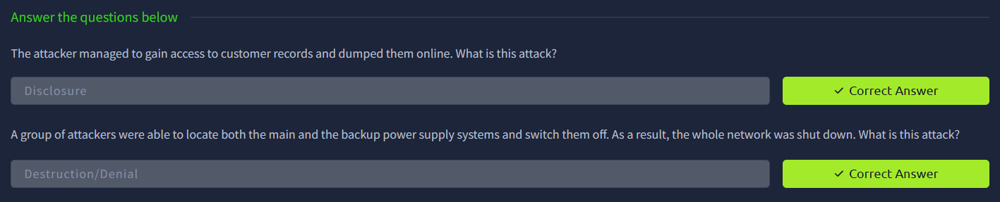 Answer the questions below
The attacker managed to gain access to customer records and dumped them online. What is this attack?
Disclosure
✓ Correct Answer
A group of attackers were able to locate both the main and the backup power supply systems and switch them off. As a result, the whole network was shut down. What is this attack?
Destruction/Denial
✓ Correct Answer